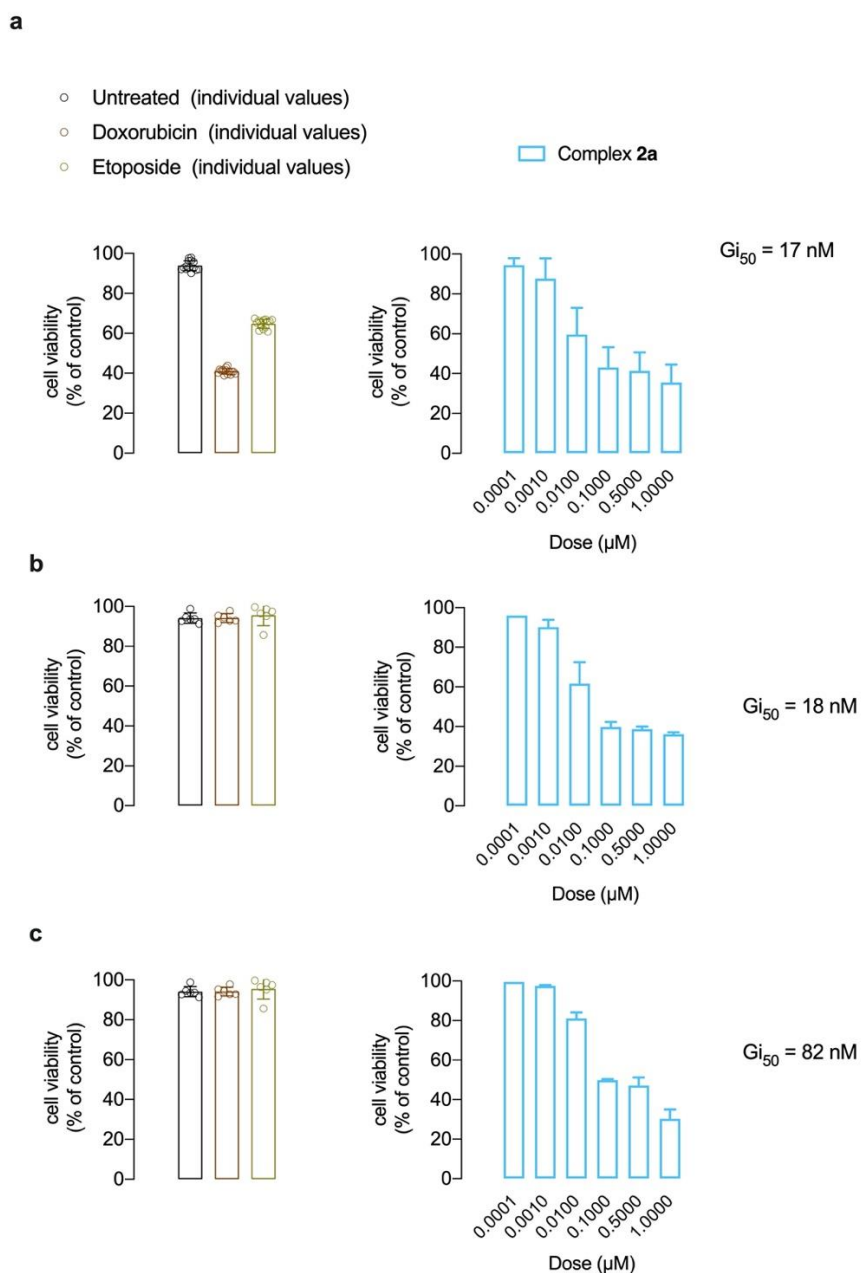 a
Untreated (individual values)
Doxorubicin (individual values)
Etoposide (individual values)
Complex 2a
cell viability
(% of control)
100
80
60
40
20
0
cell viability
(% of control)
100
80
60
40
20
0
0.0001
0.0010
0.0100
0.1000
0.5000
1.0000
Dose (µM)
Gi50 = 17 nM
b
cell viability
(% of control)
100
80
60
40
20
0
cell viability
(% of control)
100
80
60
40
20
0
0.0001
0.0010
0.0100
0.1000
0.5000
1.0000
Dose (µM)
Gi50 = 18 nM
c
cell viability
(% of control)
100
80
60
40
20
0
cell viability
(% of control)
100
80
60
40
20
0
0.0001
0.0010
0.0100
0.1000
0.5000
1.0000
Dose (µM)
Gi50 = 82 nM